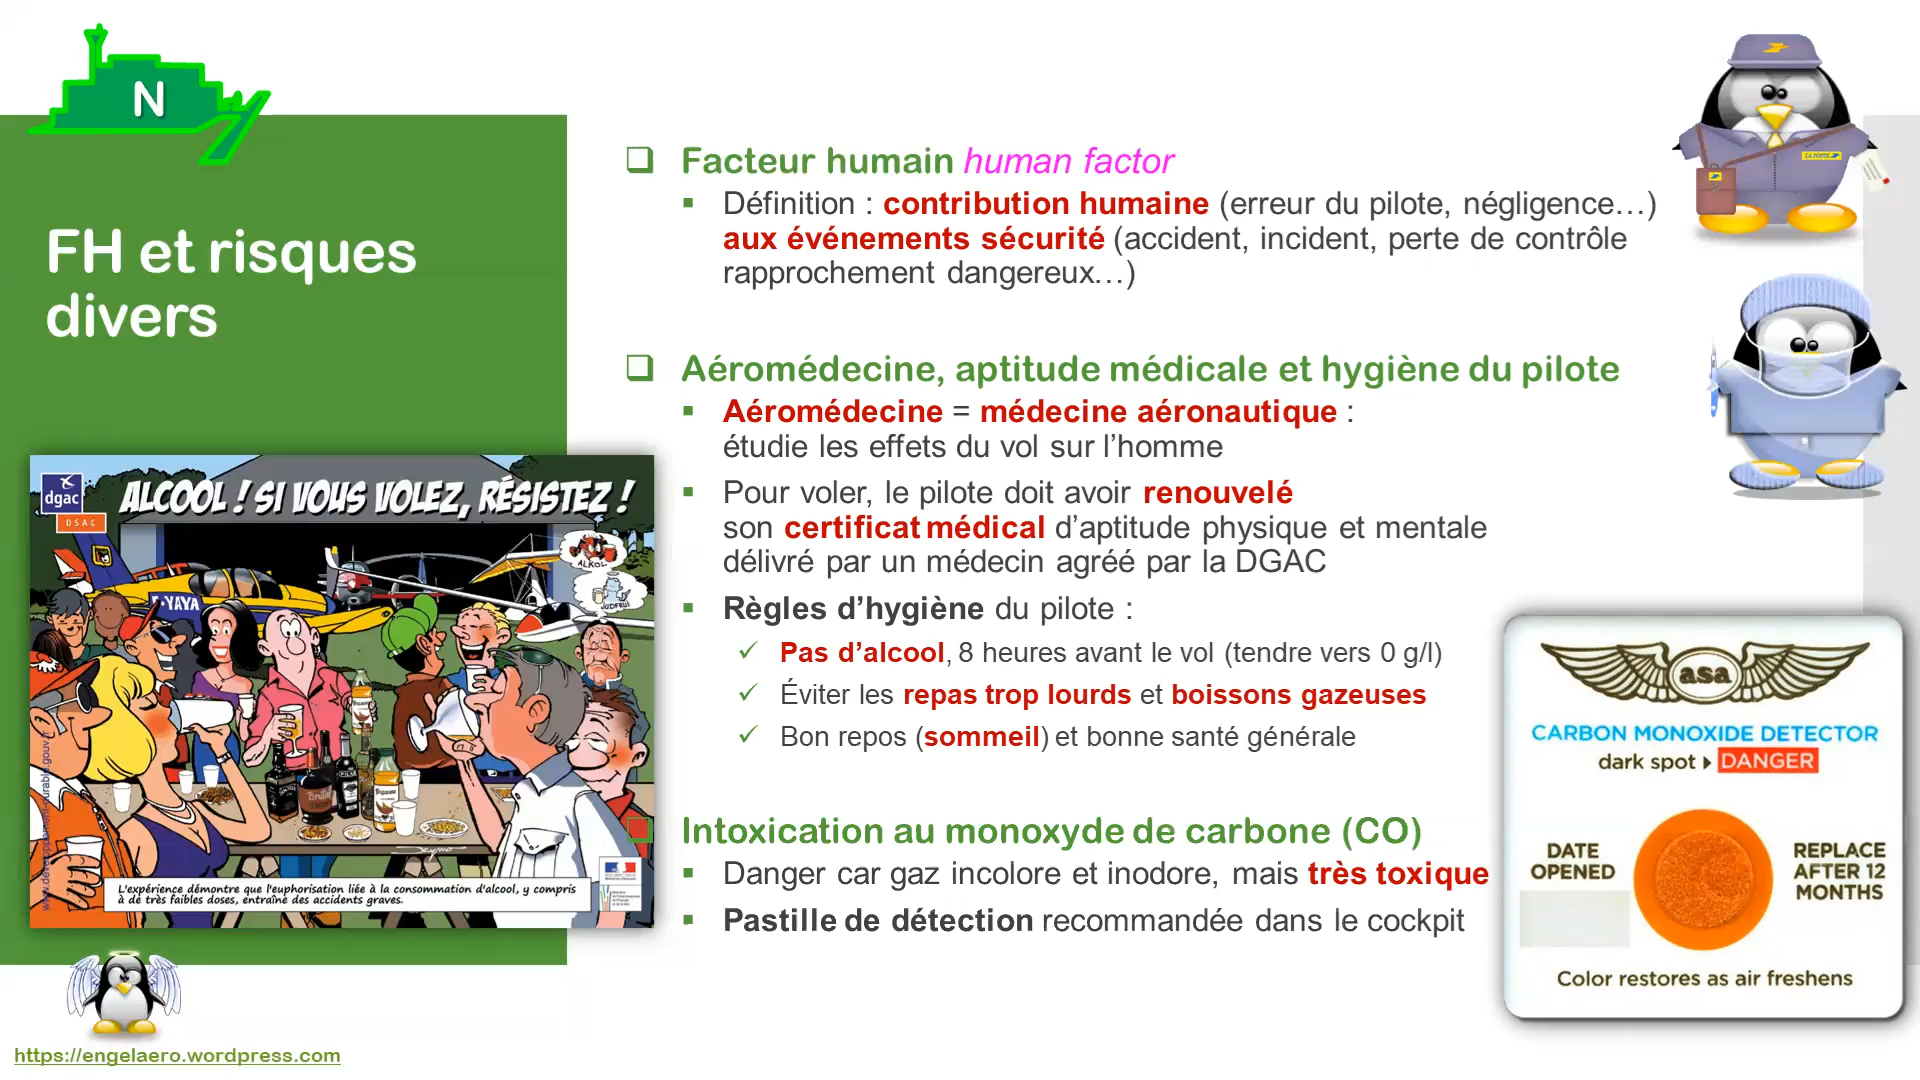 N
FH et risques
divers
dgac
DSAC
ALCOOL ! SI VOUS VOLEZ, RÉSISTEZ !
ALKOL
F-YAYA
L'expérience démontre que l'euphorisation liée à la consommation d'alcool, y compris
à de très faibles doses, entraîne des accidents graves.
https://engelaero.wordpress.com
Facteur humain human factor
Définition : contribution humaine (erreur du pilote, négligence…)
aux événements sécurité (accident, incident, perte de contrôle
rapprochement dangereux…)
Aéromédecine, aptitude médicale et hygiène du pilote
Aéromédecine = médecine aéronautique :
étudie les effets du vol sur l’homme
Pour voler, le pilote doit avoir renouvelé
son certificat médical d’aptitude physique et mentale
délivré par un médecin agréé par la DGAC
Règles d’hygiène du pilote :
Pas d’alcool, 8 heures avant le vol (tendre vers 0 g/l)
Éviter les repas trop lourds et boissons gazeuses
Bon repos (sommeil) et bonne santé générale
Intoxication au monoxyde de carbone (CO)
Danger car gaz incolore et inodore, mais très toxique
Pastille de détection recommandée dans le cockpit
LA POSTE
asa
CARBON MONOXIDE DETECTOR
dark spot DANGER
DATE
OPENED
REPLACE
AFTER 12
MONTHS
Color restores as air freshens